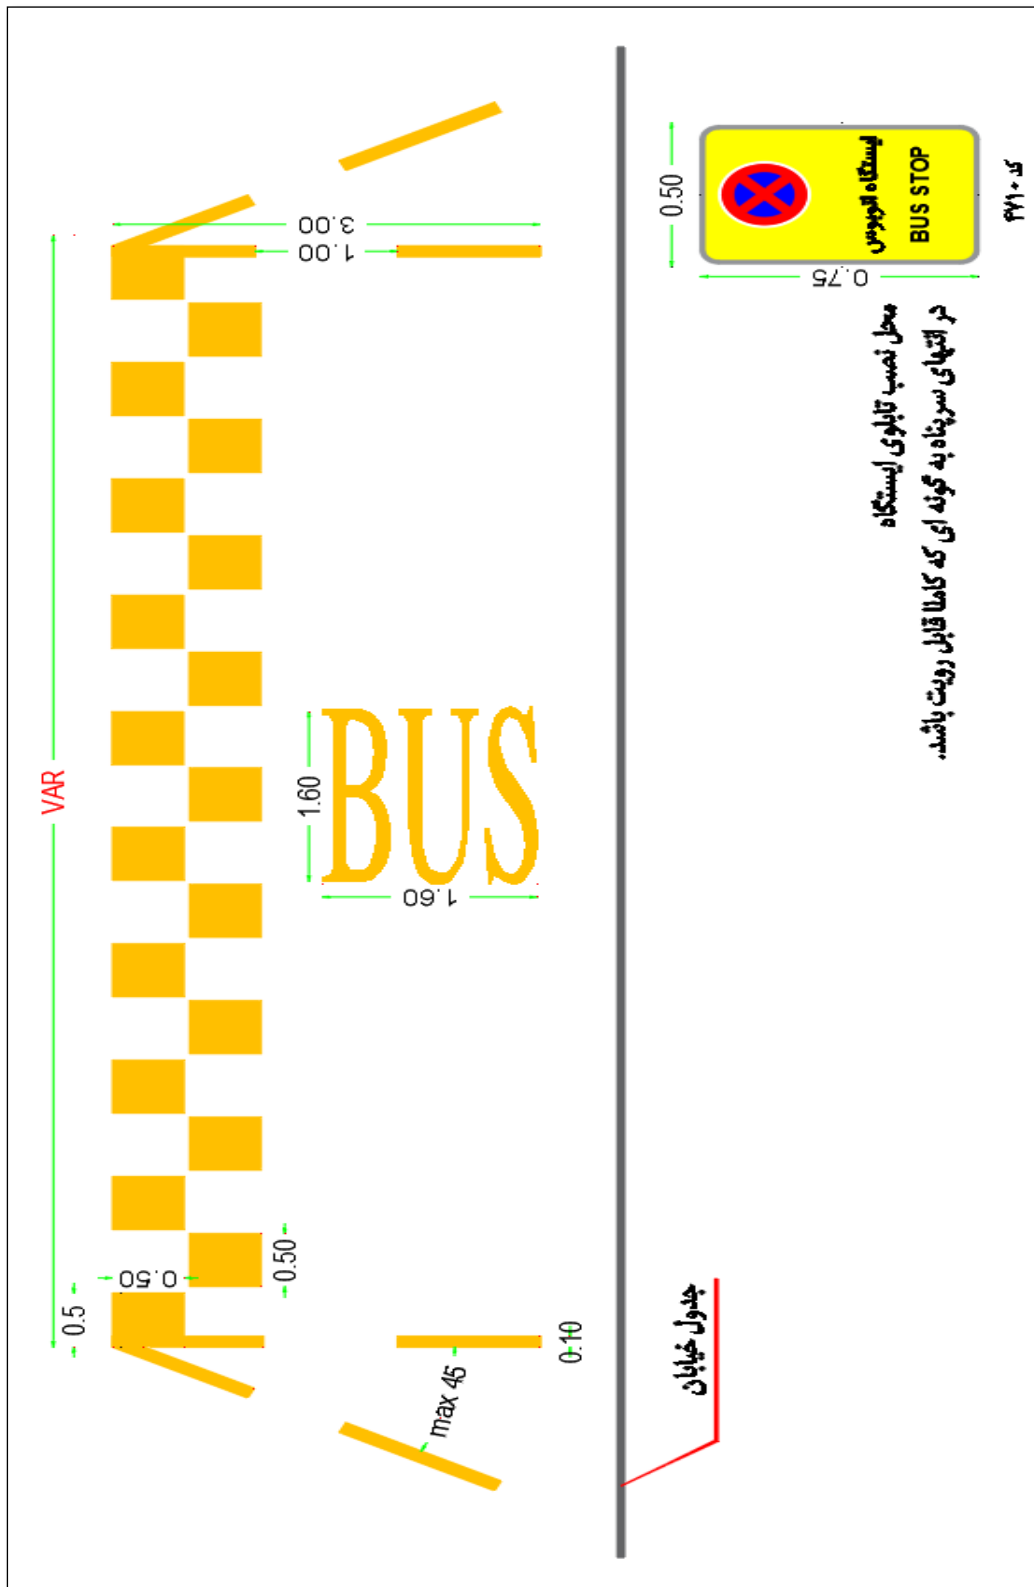 کد ۴۷۱۰
ایستگاه اتوبوس
BUS STOP
0.50
0.75
محل نصب تابلوی ایستگاه
در انتهای سرپناه به گونه ای که کاملا قابل رویت باشد.
3.00
1.00
VAR
BUS
1.60
1.60
0.50
0.50
0.5
0.10
max 45
جدول خیابان